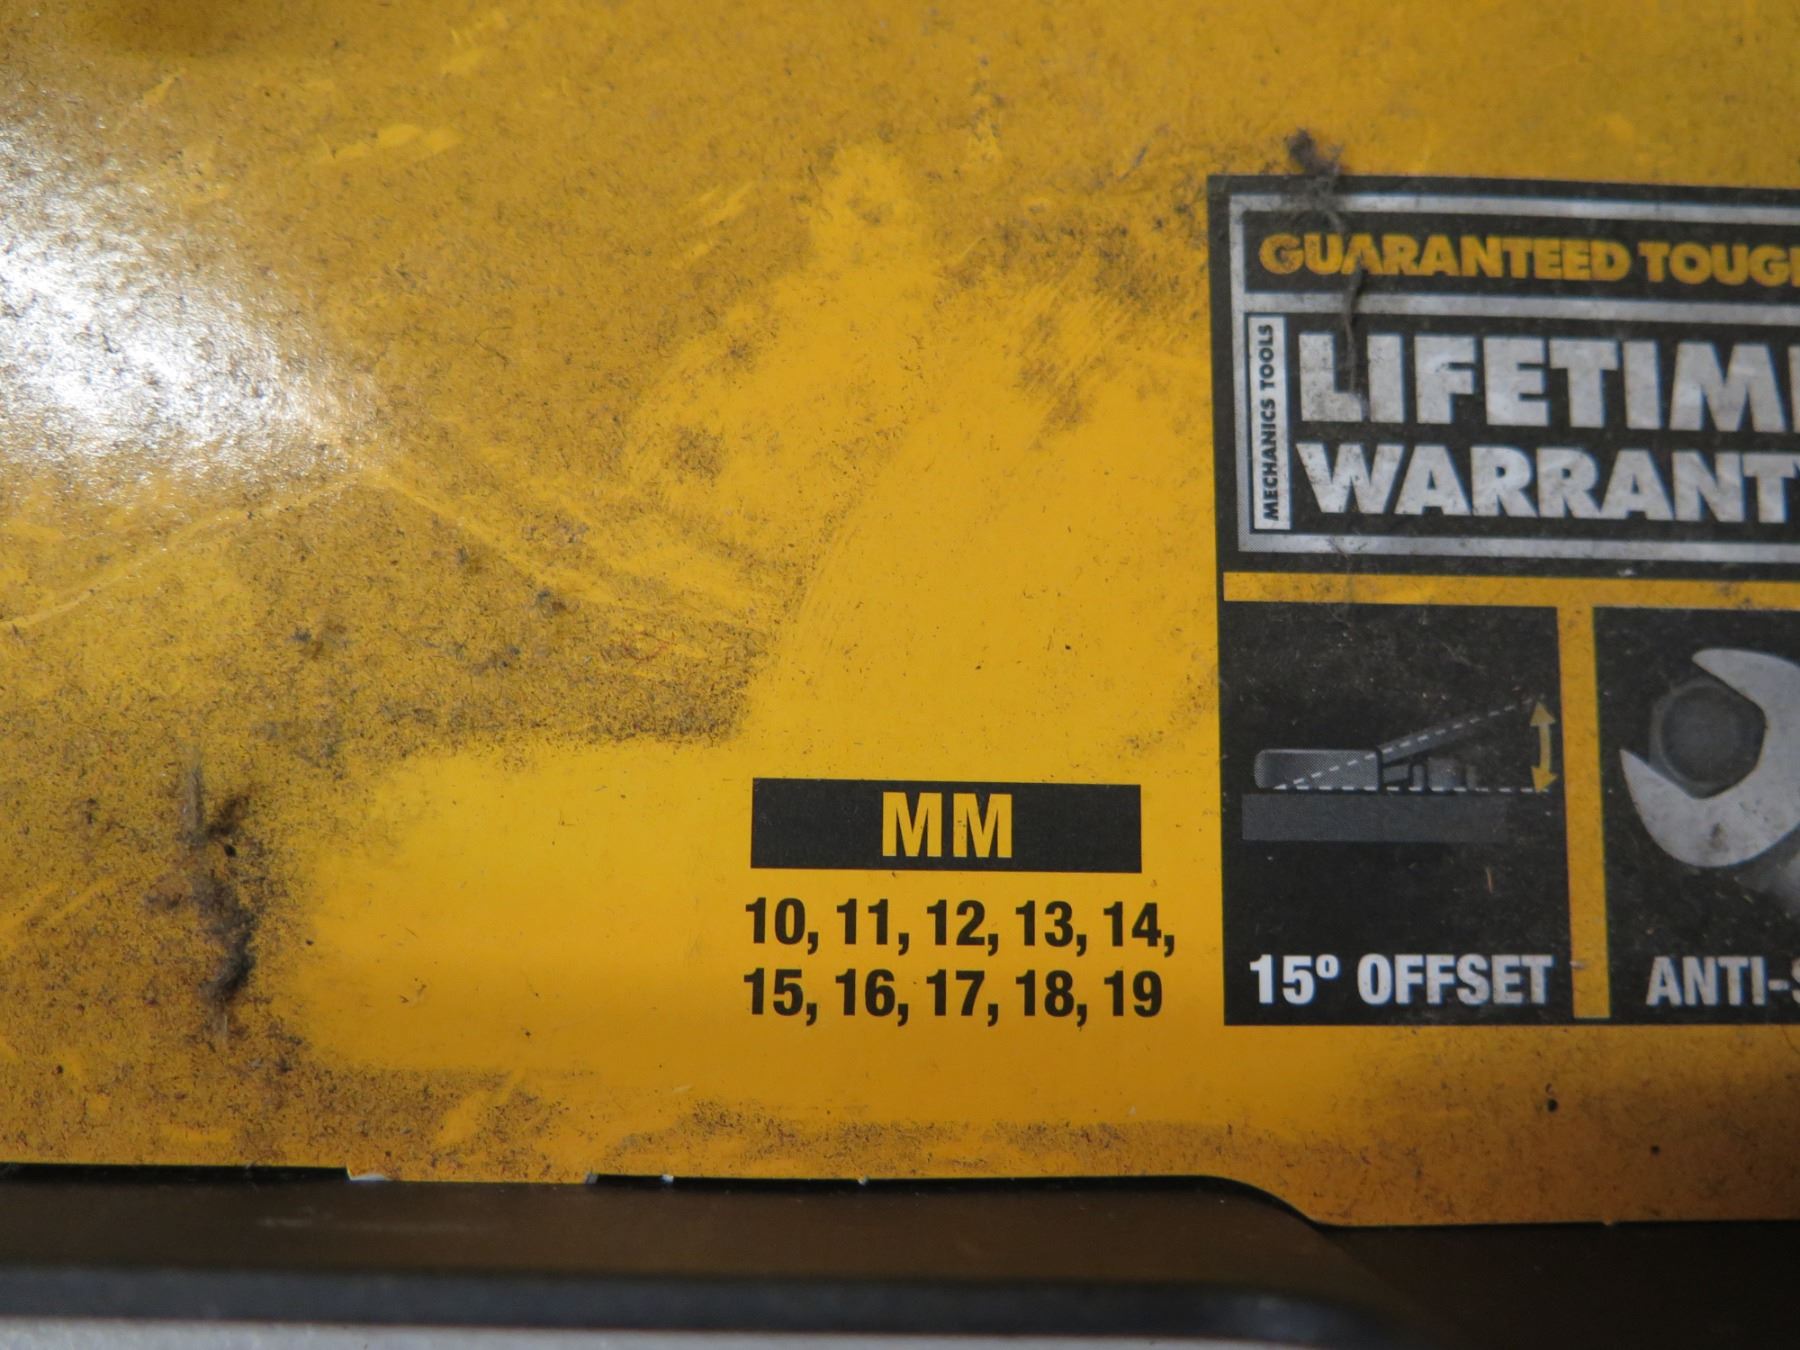 GUARANTEED TOUG
MECHANICS TOOLS
LIFETIM
WARRANT
MM
10, 11, 12, 13, 14,
15, 16, 17, 18, 19
15º OFFSET
ANTI-S